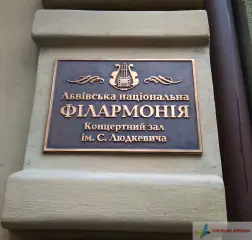 Львівська національна
ФІЛАРМОНІЯ
Концертний зал
ім. С. Людкевича